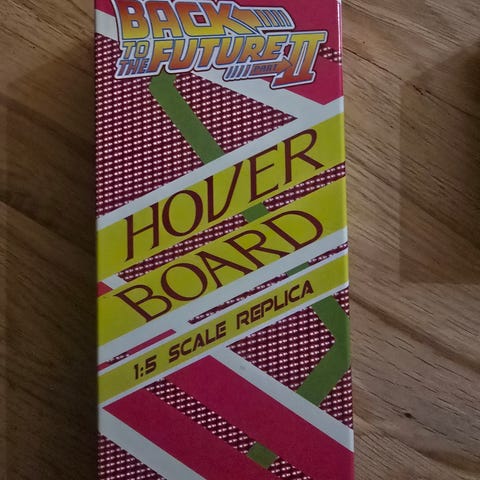 BACK
TO THE FUTURE
PART II
HOVER
BOARD
1:5 SCALE REPLICA